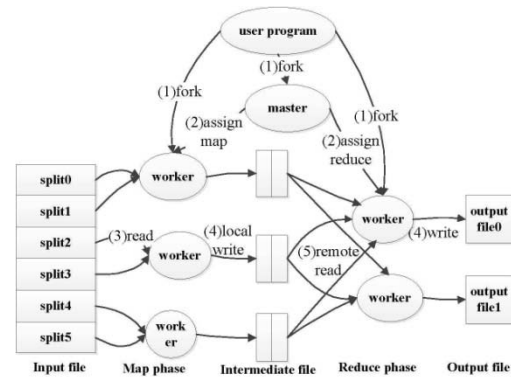 user program
(1)fork
(1)fork
(1)fork
master
(2)assign
map
(2)assign
reduce
split0
split1
split2
split3
split4
split5
worker
(3)read
worker
(4)local
write
work
er
(5)remote
read
worker
(4)write
worker
output
file0
output
file1
Input file
Map phase
Intermediate file
Reduce phase
Output file